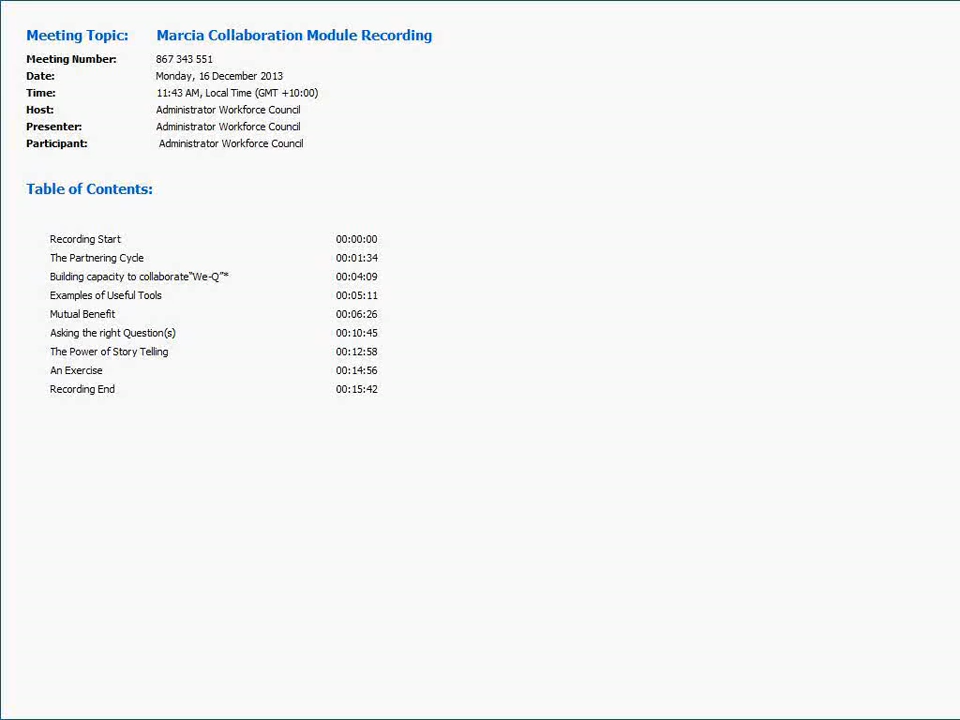 Meeting Topic: Marcia Collaboration Module Recording
Meeting Number: 867 343 551
Date: Monday, 16 December 2013
Time: 11:43 AM, Local Time (GMT +10:00)
Host: Administrator Workforce Council
Presenter: Administrator Workforce Council
Participant: Administrator Workforce Council
Table of Contents:
Recording Start 00:00:00
The Partnering Cycle 00:01:34
Building capacity to collaborate“We-Q”* 00:04:09
Examples of Useful Tools 00:05:11
Mutual Benefit 00:06:26
Asking the right Question(s) 00:10:45
The Power of Story Telling 00:12:58
An Exercise 00:14:56
Recording End 00:15:42